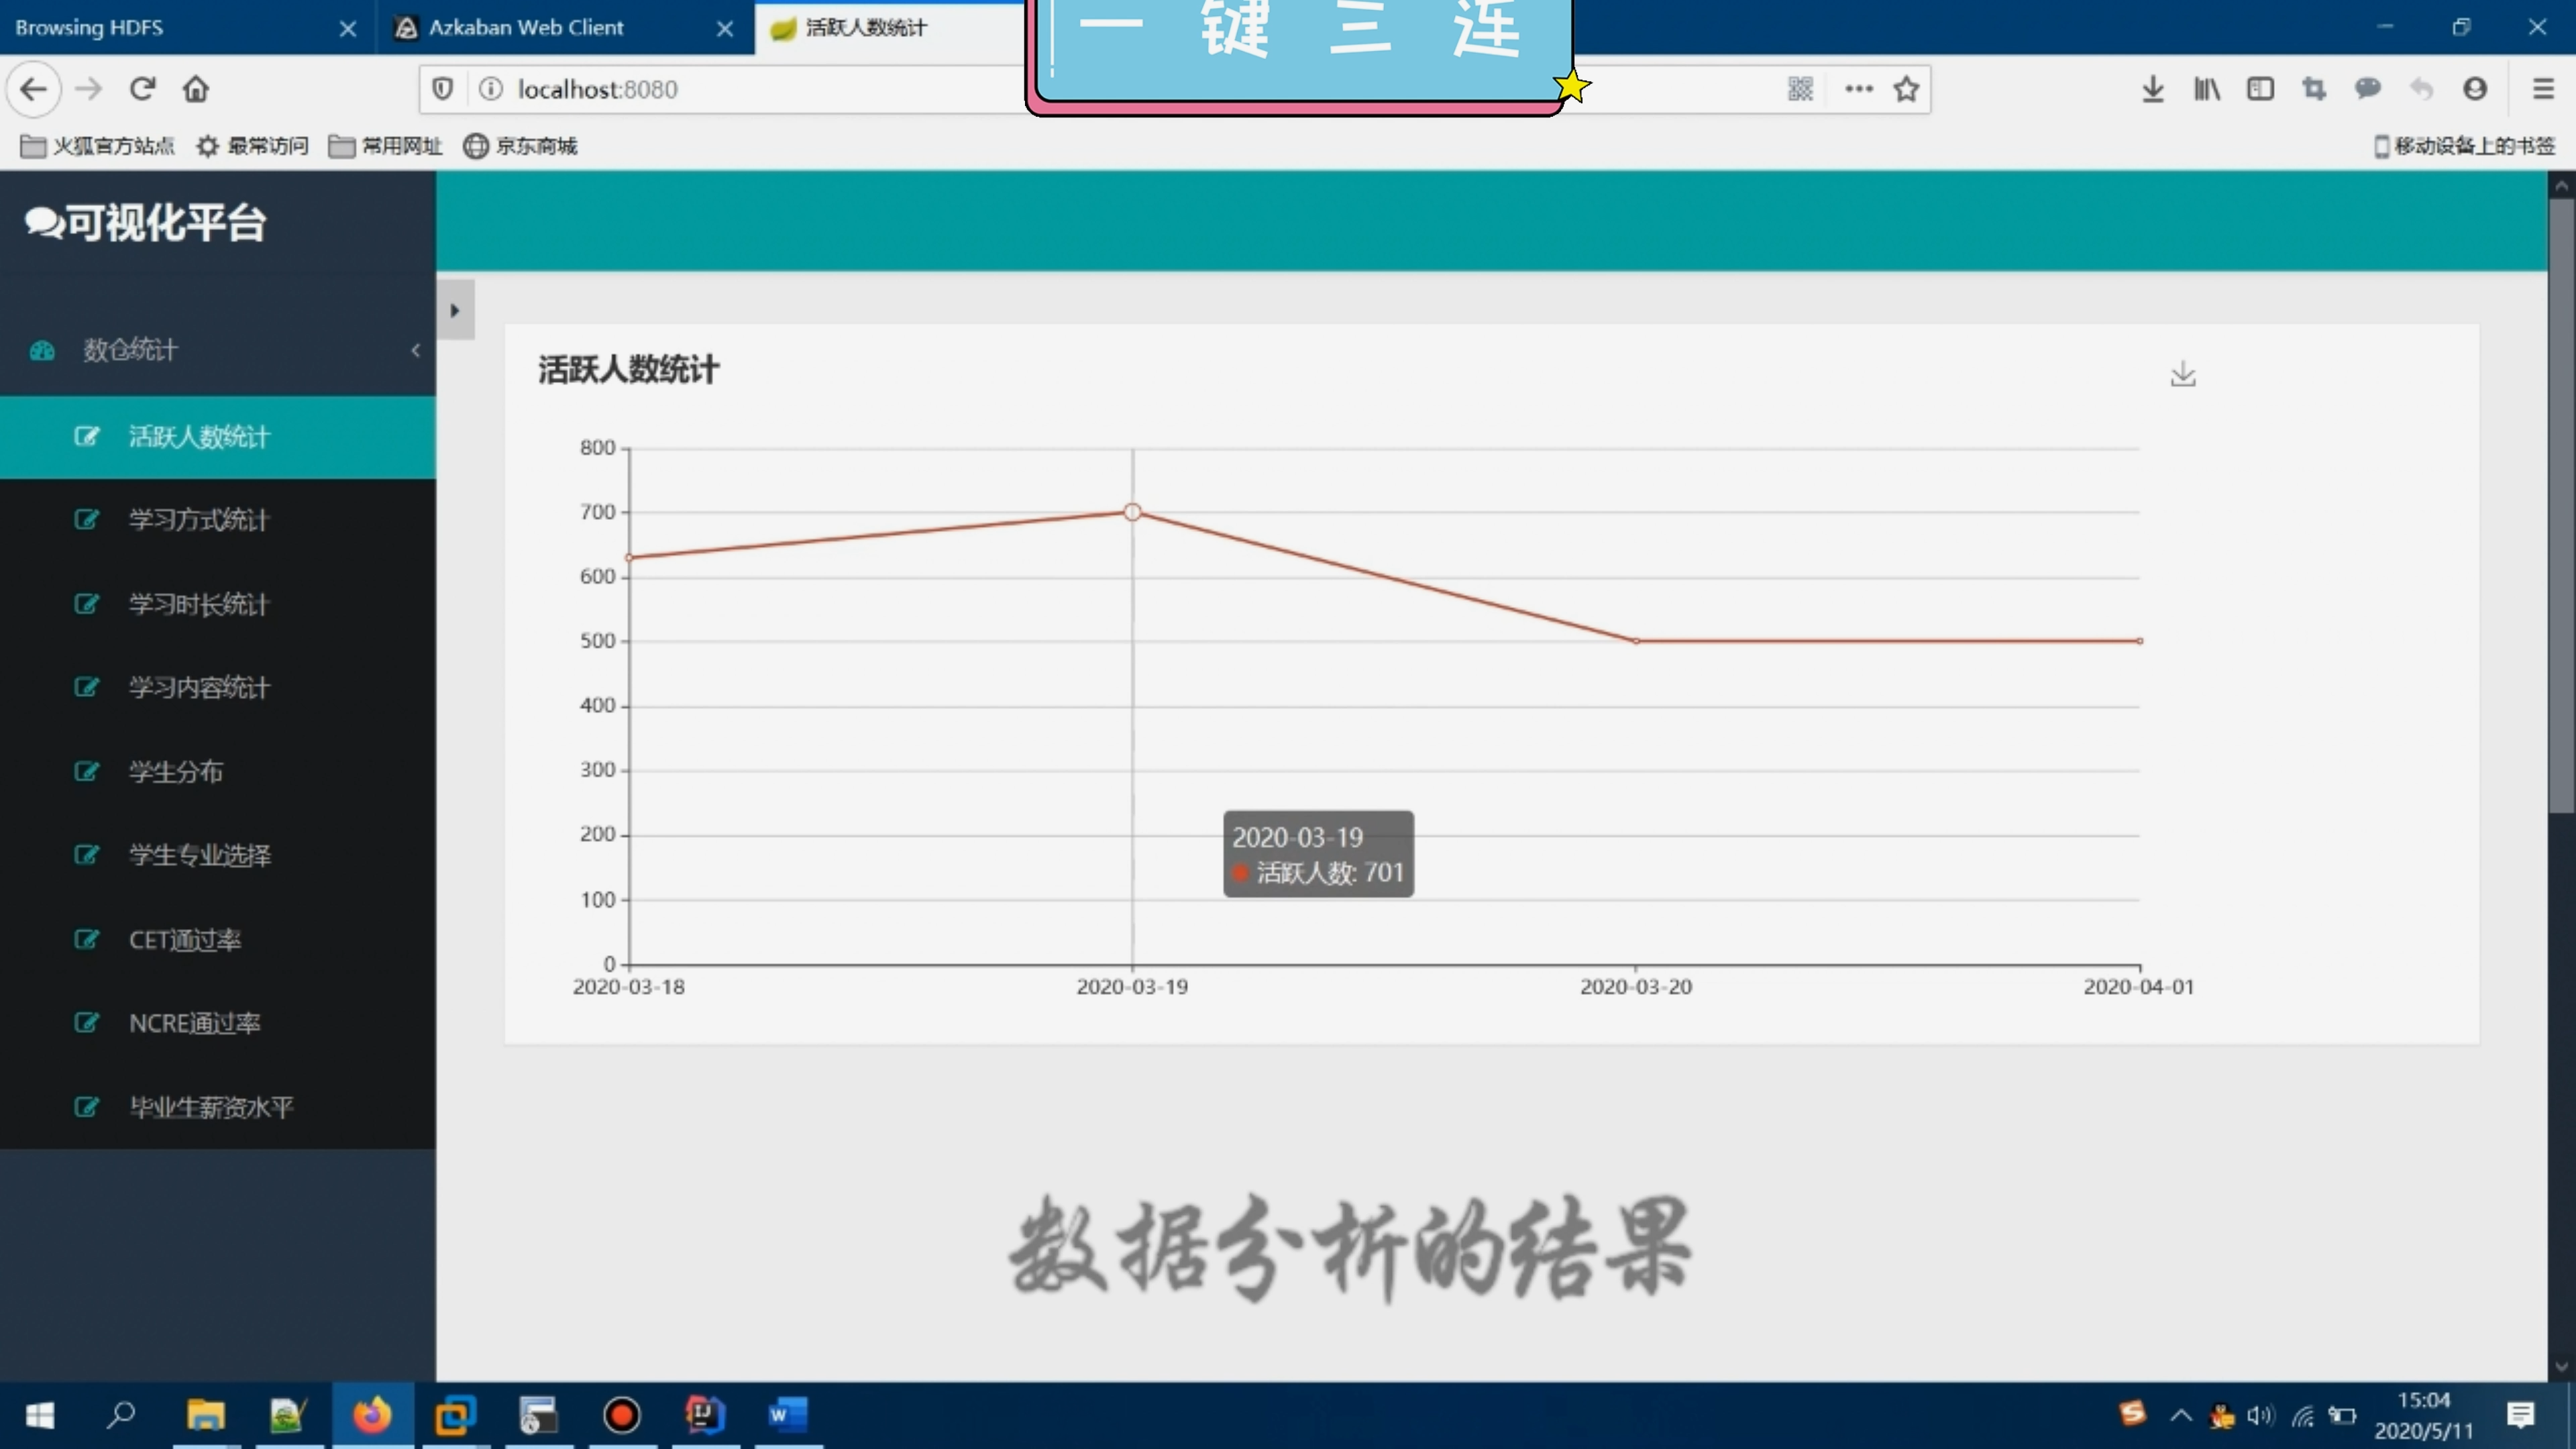 一键三连
Browsing HDFS
Azkaban Web Client
活跃人数统计
localhost:8080
火狐官方站点
最常访问
常用网址
京东商城
移动设备上的书签
可视化平台
数仓统计
活跃人数统计
学习方式统计
学习时长统计
学习内容统计
学生分布
学生专业选择
CET通过率
NCRE通过率
毕业生薪资水平
活跃人数统计
800
700
600
500
400
300
200
100
0
2020-03-19
活跃人数: 701
2020-03-18
2020-03-19
2020-03-20
2020-04-01
数据分析的结果
15:04
2020/5/11